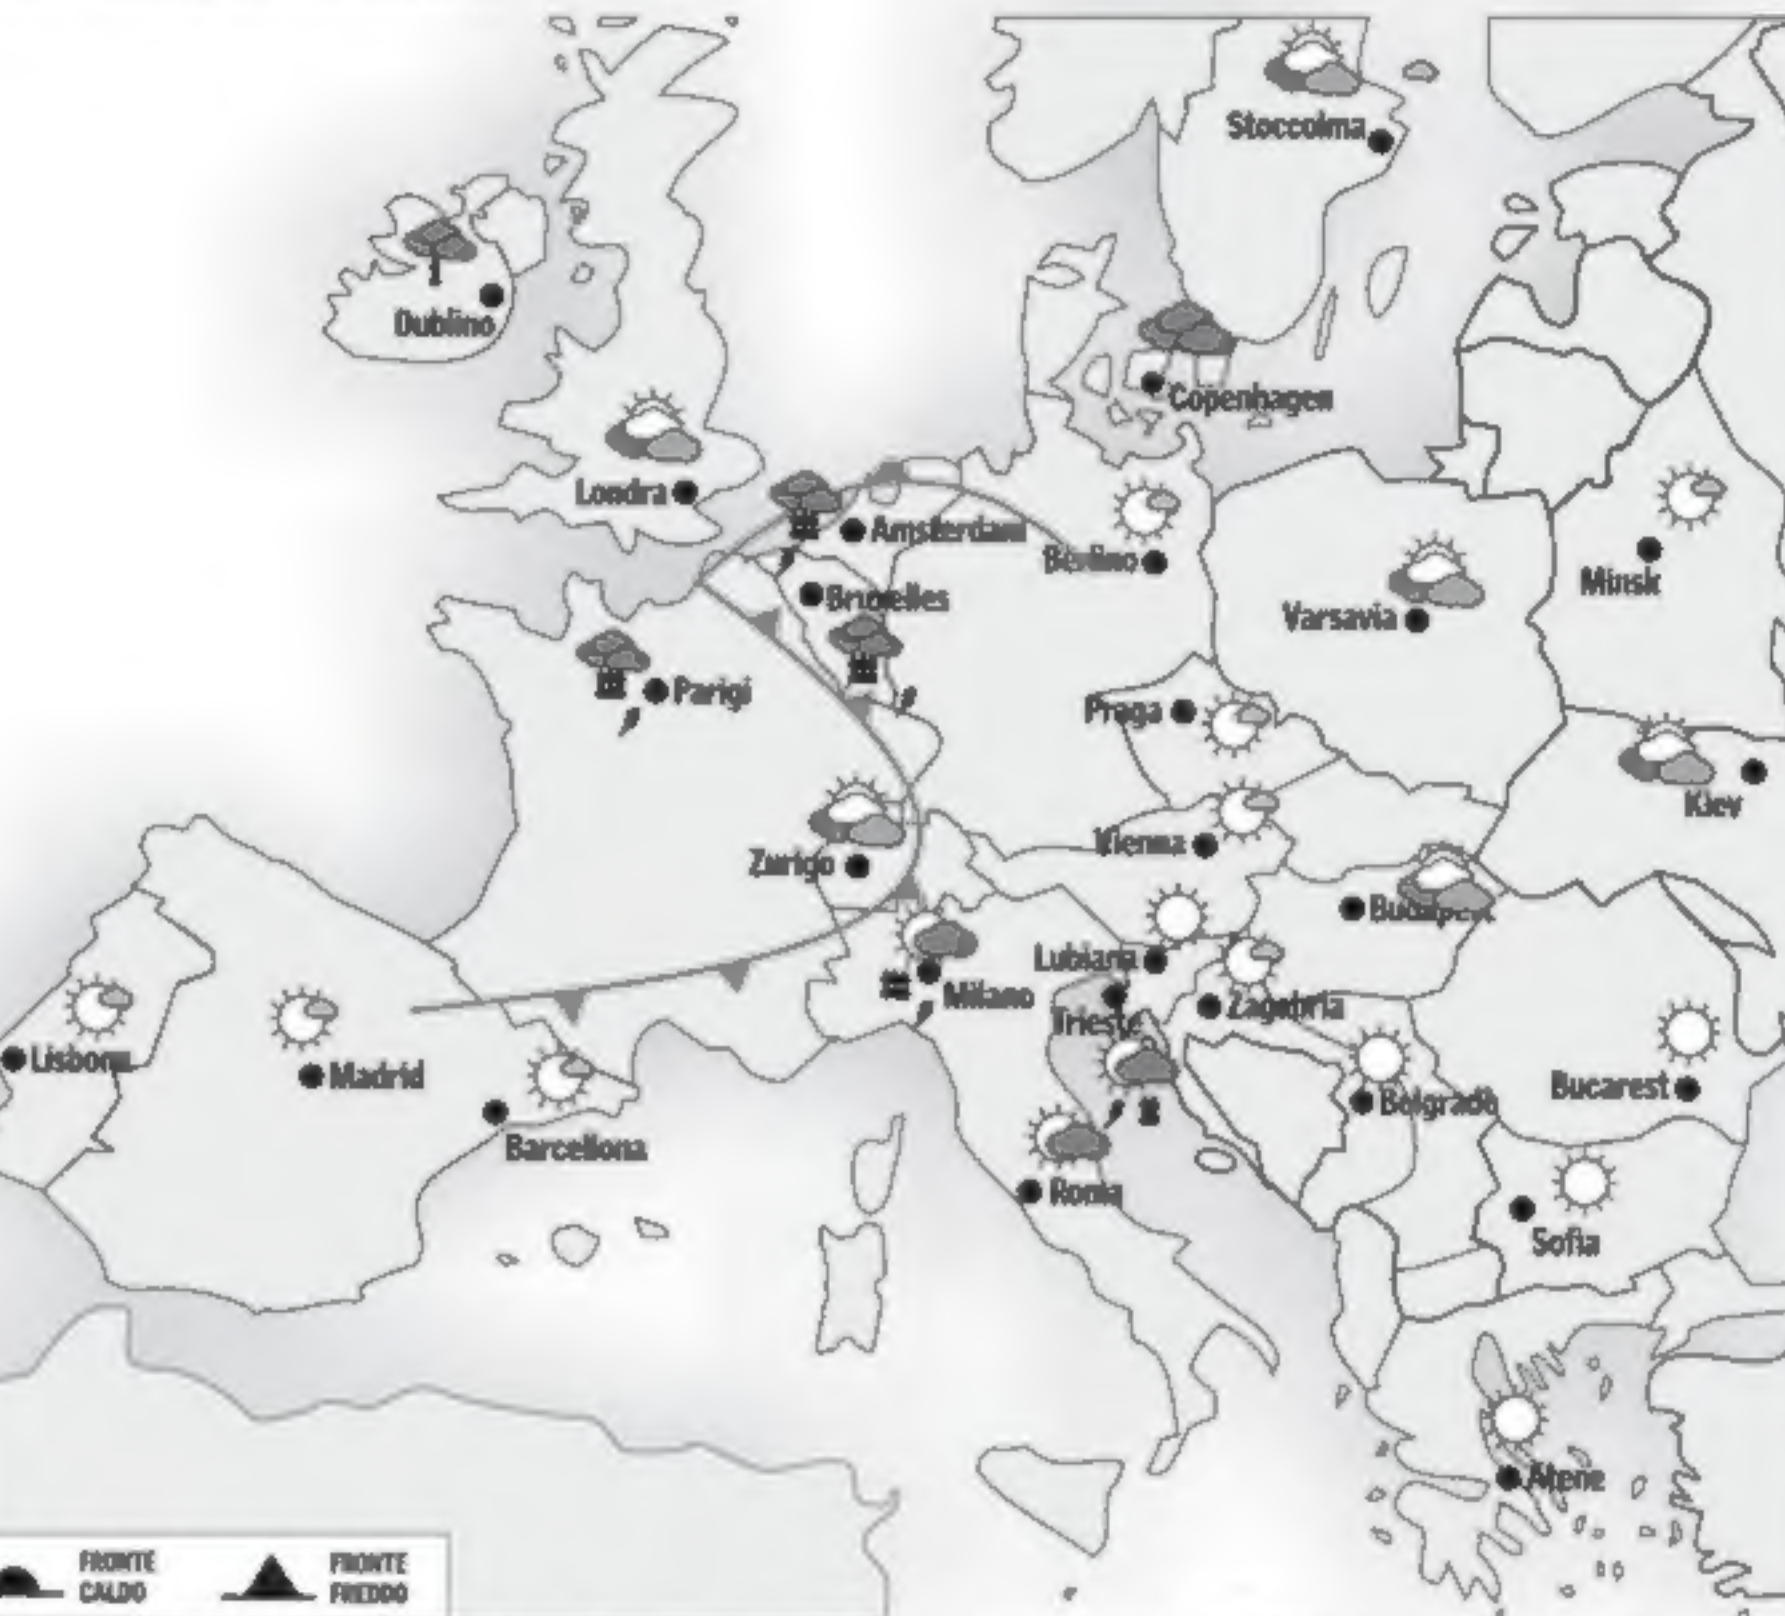 Stoccolma
Dublino
Copenhagen
Londra
Amsterdam
Berlino
Minsk
Bruxelles
Varsavia
Parigi
Praga
Kiev
Vienna
Zurigo
Budapest
Lubiana
Milano
Zagabria
Trieste
Lisbona
Madrid
Bucarest
Belgrado
Barcellona
Roma
Sofia
Atene
FRONTE
CALDO
FRONTE
FREDDO